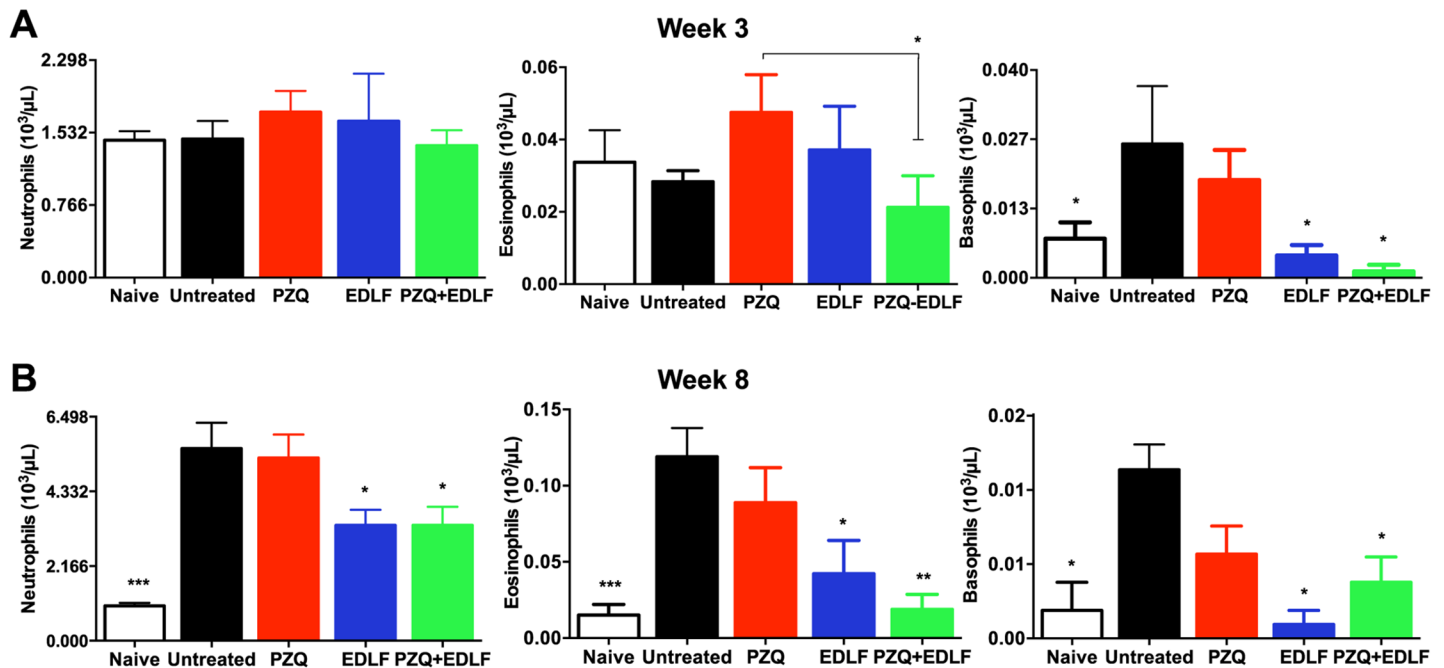 A
Week 3
Neutrophils (10³/µL)
2.298
1.532
0.766
0.000
Naive Untreated PZQ EDLF PZQ+EDLF
Eosinophils (10³/µL)
0.06
0.04
0.02
0.00
*
Naive Untreated PZQ EDLF PZQ-EDLF
Basophils (10³/µL)
0.040
0.027
0.013
0.000
* * *
Naive Untreated PZQ EDLF PZQ+EDLF
B
Week 8
Neutrophils (10³/µL)
6.498
4.332
2.166
0.000
*** * *
Naive Untreated PZQ EDLF PZQ+EDLF
Eosinophils (10³/µL)
0.15
0.10
0.05
0.00
*** * **
Naive Untreated PZQ EDLF PZQ+EDLF
Basophils (10³/µL)
0.02
0.01
0.01
0.00
* * *
Naive Untreated PZQ EDLF PZQ+EDLF